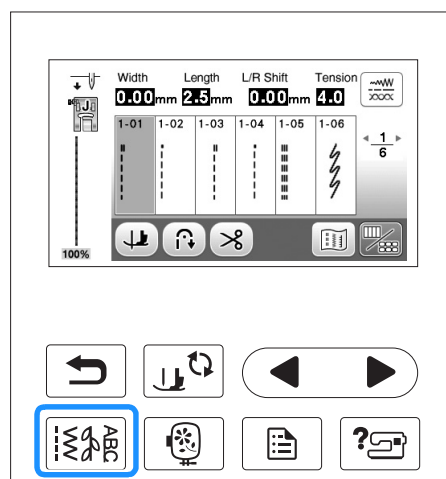 Width Length L/R Shift Tension
0.00mm 2.5mm 0.00mm 4.0
J
1-01 1-02 1-03 1-04 1-05 1-06
1
6
100%
ABC
?